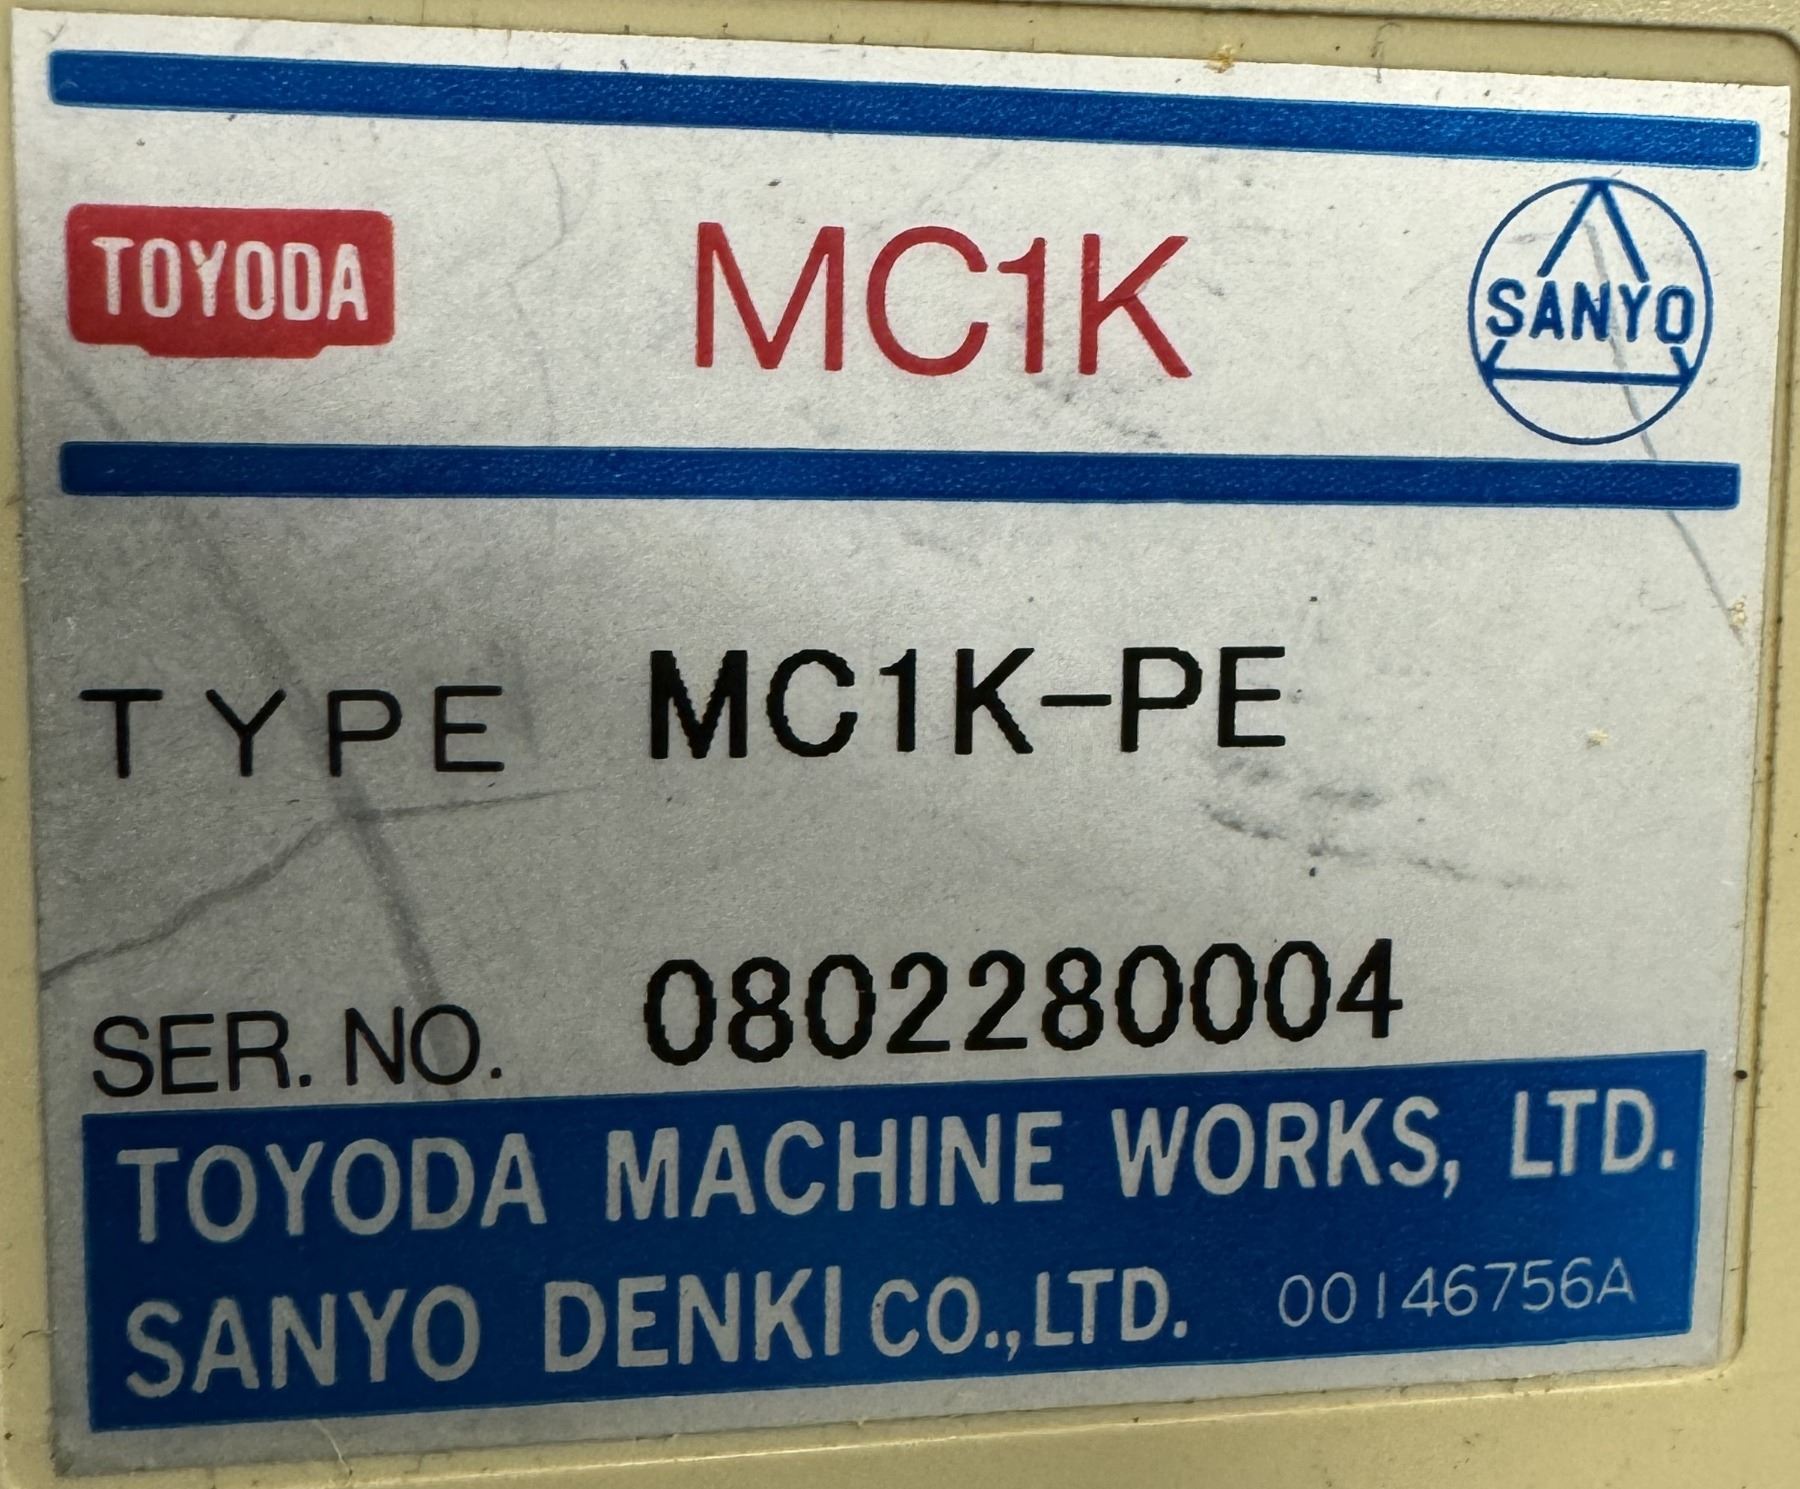 TOYODA MC1K SANYO
TYPE MC1K-PE
SER. NO. 0802280004
TOYODA MACHINE WORKS, LTD.
SANYO DENKI CO.,LTD. 00146756A